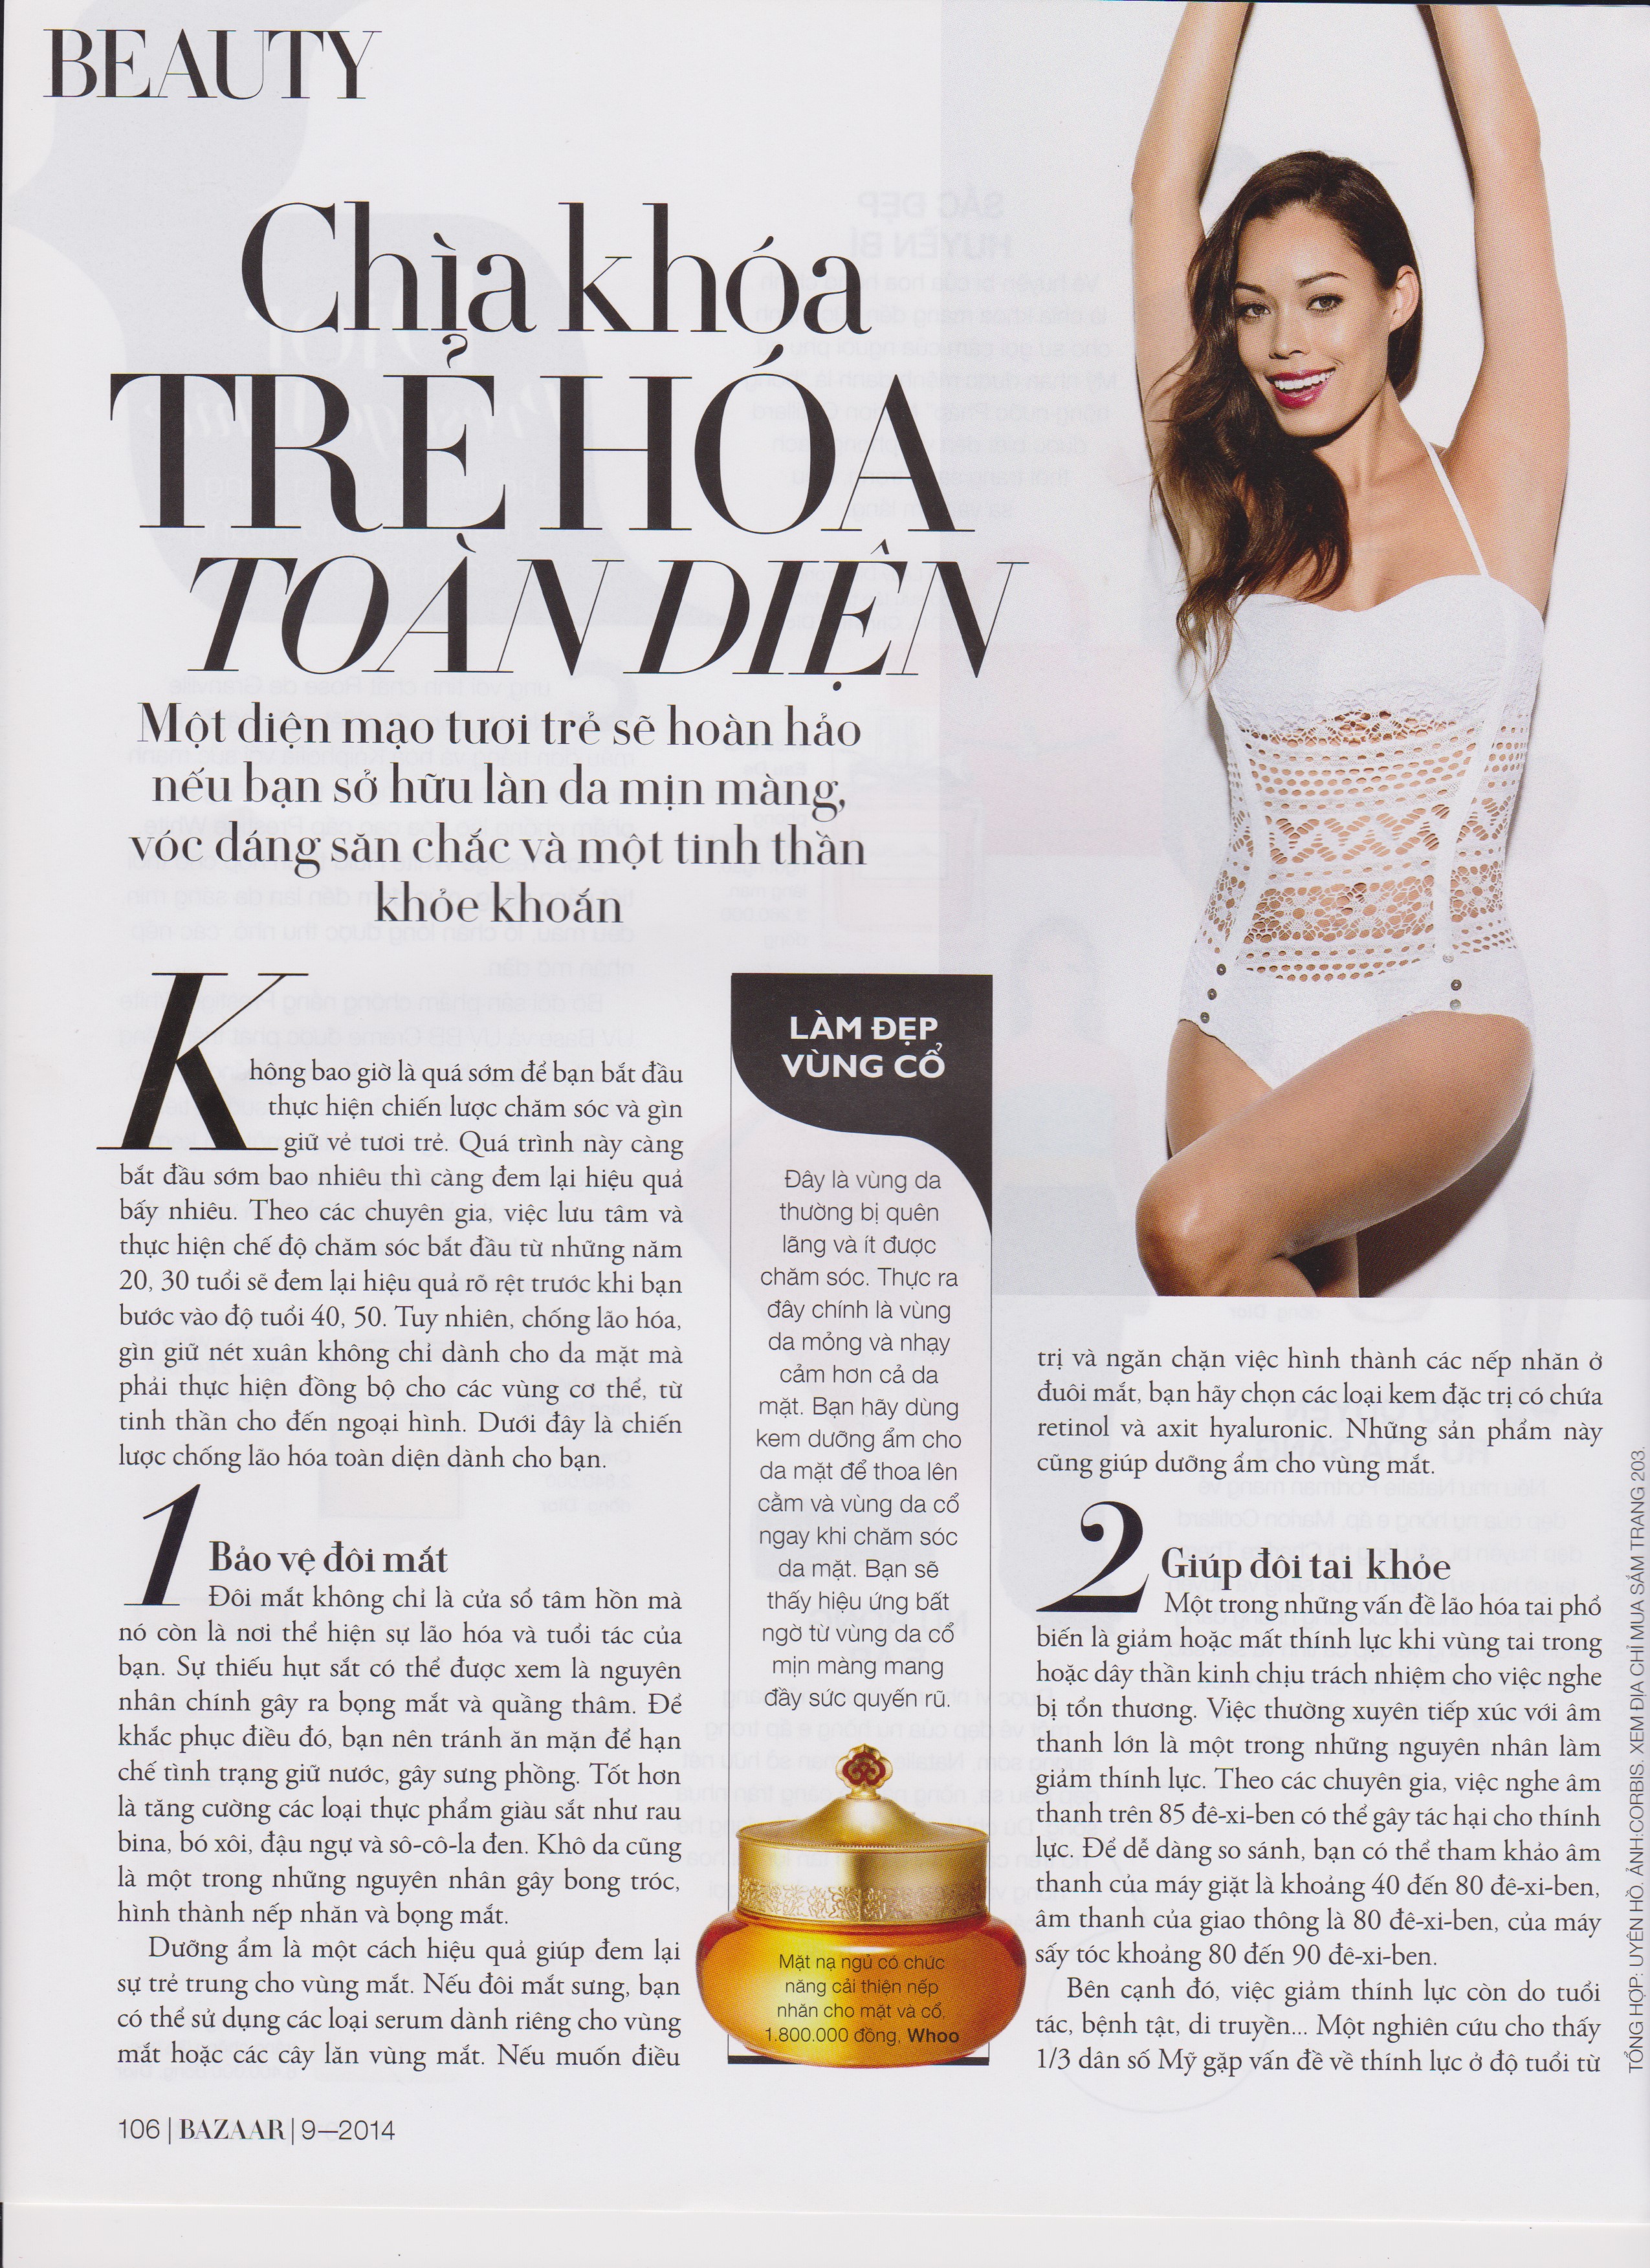 BEAUTY
Chìa khóa
TRẺ HÓA
TOÀN DIỆN
Một diện mạo tươi trẻ sẽ hoàn hảo
nếu bạn sở hữu làn da mịn màng,
vóc dáng săn chắc và một tinh thần
khỏe khoắn
Không bao giờ là quá sớm để bạn bắt đầu
thực hiện chiến lược chăm sóc và gìn
giữ vẻ tươi trẻ. Quá trình này càng
bắt đầu sớm bao nhiêu thì càng đem lại hiệu quả
bấy nhiêu. Theo các chuyên gia, việc lưu tâm và
thực hiện chế độ chăm sóc bắt đầu từ những năm
20, 30 tuổi sẽ đem lại hiệu quả rõ rệt trước khi bạn
bước vào độ tuổi 40, 50. Tuy nhiên, chống lão hóa,
gìn giữ nét xuân không chỉ dành cho da mặt mà
phải thực hiện đồng bộ cho các vùng cơ thể, từ
tinh thần cho đến ngoại hình. Dưới đây là chiến
lược chống lão hóa toàn diện dành cho bạn.
1 Bảo vệ đôi mắt
Đôi mắt không chỉ là cửa sổ tâm hồn mà
nó còn là nơi thể hiện sự lão hóa và tuổi tác của
bạn. Sự thiếu hụt sắt có thể được xem là nguyên
nhân chính gây ra bọng mắt và quầng thâm. Để
khắc phục điều đó, bạn nên tránh ăn mặn để hạn
chế tình trạng giữ nước, gây sưng phồng. Tốt hơn
là tăng cường các loại thực phẩm giàu sắt như rau
bina, bó xôi, đậu ngự và sô-cô-la đen. Khô da cũng
là một trong những nguyên nhân gây bong tróc,
hình thành nếp nhăn và bọng mắt.
Dưỡng ẩm là một cách hiệu quả giúp đem lại
sự trẻ trung cho vùng mắt. Nếu đôi mắt sưng, bạn
có thể sử dụng các loại serum dành riêng cho vùng
mắt hoặc các cây lăn vùng mắt. Nếu muốn điều
LÀM ĐẸP
VÙNG CỔ
Đây là vùng da
thường bị quên
lãng và ít được
chăm sóc. Thực ra
đây chính là vùng
da mỏng và nhạy
cảm hơn cả da
mặt. Bạn hãy dùng
kem dưỡng ẩm cho
da mặt để thoa lên
cằm và vùng da cổ
ngay khi chăm sóc
da mặt. Bạn sẽ
thấy hiệu ứng bất
ngờ từ vùng da cổ
mịn màng mang
đầy sức quyến rũ.
Mặt nạ ngủ có chức
năng cải thiện nếp
nhăn cho mặt và cổ,
1.800.000 đồng, Whoo
trị và ngăn chặn việc hình thành các nếp nhăn ở
đuôi mắt, bạn hãy chọn các loại kem đặc trị có chứa
retinol và axit hyaluronic. Những sản phẩm này
cũng giúp dưỡng ẩm cho vùng mắt.
2 Giúp đôi tai khỏe
Một trong những vấn đề lão hóa tai phổ
biến là giảm hoặc mất thính lực khi vùng tai trong
hoặc dây thần kinh chịu trách nhiệm cho việc nghe
bị tổn thương. Việc thường xuyên tiếp xúc với âm
thanh lớn là một trong những nguyên nhân làm
giảm thính lực. Theo các chuyên gia, việc nghe âm
thanh trên 85 đê-xi-ben có thể gây tác hại cho thính
lực. Để dễ dàng so sánh, bạn có thể tham khảo âm
thanh của máy giặt là khoảng 40 đến 80 đê-xi-ben,
âm thanh của giao thông là 80 đê-xi-ben, của máy
sấy tóc khoảng 80 đến 90 đê-xi-ben.
Bên cạnh đó, việc giảm thính lực còn do tuổi
tác, bệnh tật, di truyền... Một nghiên cứu cho thấy
1/3 dân số Mỹ gặp vấn đề về thính lực ở độ tuổi từ
TỔNG HỢP: UYÊN HỒ. ẢNH:CORBIS. XEM ĐỊA CHỈ MUA SẮM TRANG 203.
106 | BAZAAR | 9—2014